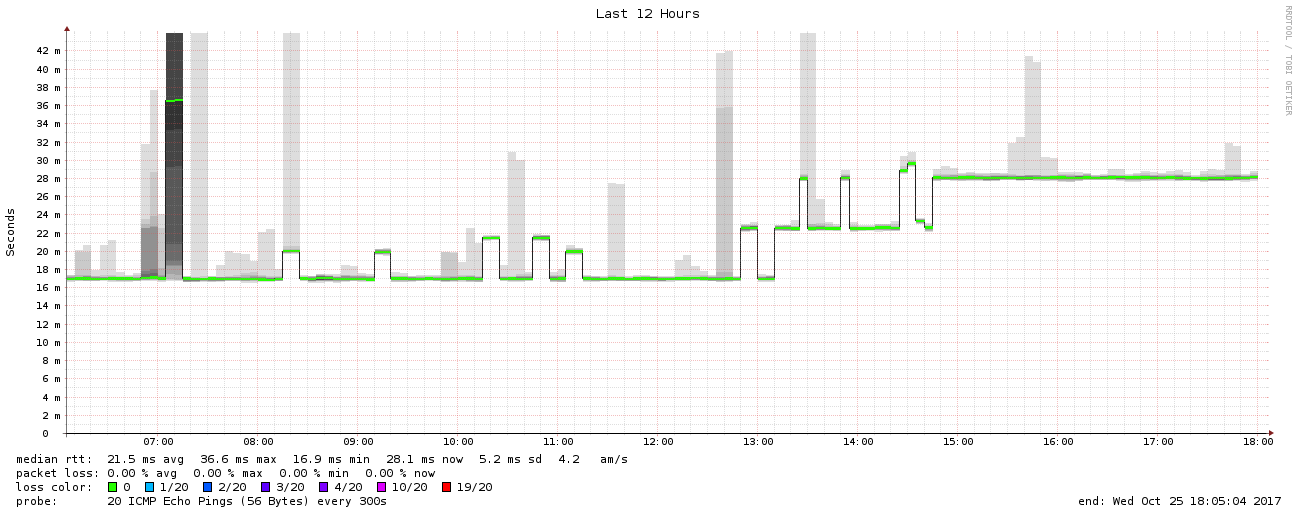 Last 12 Hours
RRDTOOL / TOBI OETIKER
Seconds
42 m
40 m
38 m
36 m
34 m
32 m
30 m
28 m
26 m
24 m
22 m
20 m
18 m
16 m
14 m
12 m
10 m
8 m
6 m
4 m
2 m
0
07:00 08:00 09:00 10:00 11:00 12:00 13:00 14:00 15:00 16:00 17:00 18:00
median rtt: 21.5 ms avg 36.6 ms max 16.9 ms min 28.1 ms now 5.2 ms sd 4.2 am/s
packet loss: 0.00 % avg 0.00 % max 0.00 % min 0.00 % now
loss color: 0 1/20 2/20 3/20 4/20 10/20 19/20
probe: 20 ICMP Echo Pings (56 Bytes) every 300s
end: Wed Oct 25 18:05:04 2017